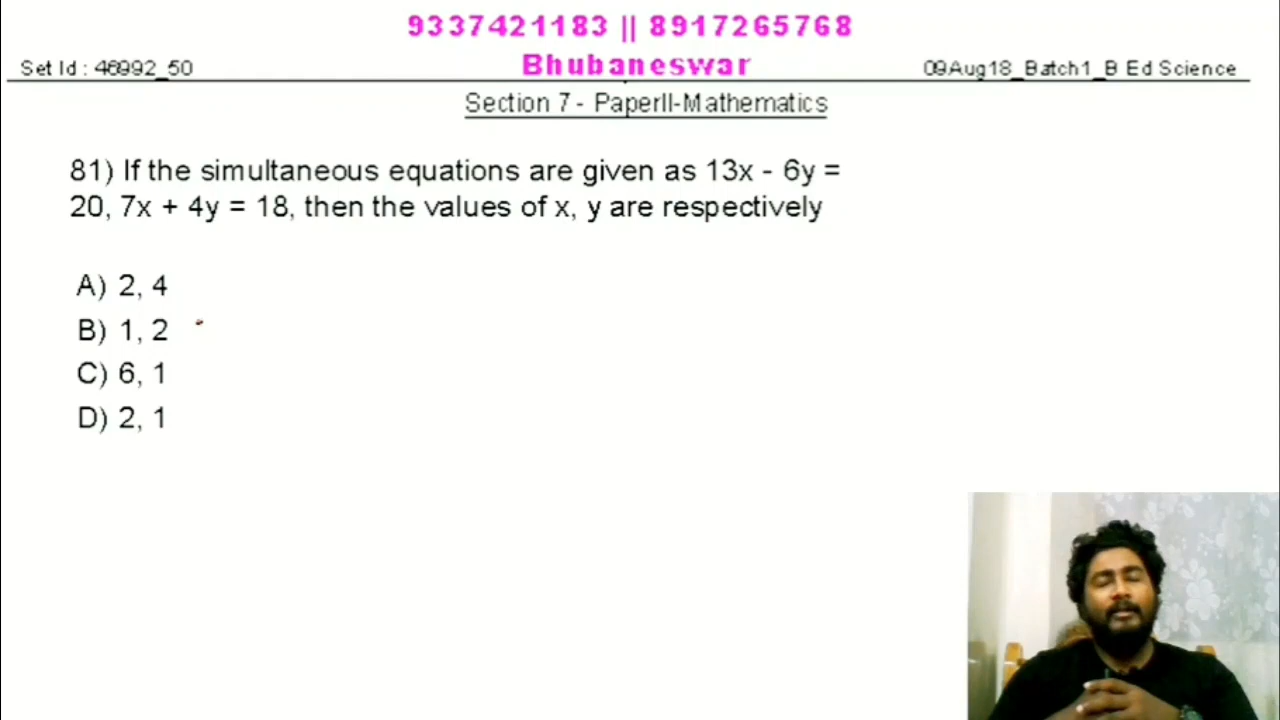 9337421183 || 8917265768
Bhubaneswar
Set Id : 46992_50
09Aug18_Batch1_B Ed Science
Section 7 - PaperII-Mathematics
81) If the simultaneous equations are given as 13x - 6y =
20, 7x + 4y = 18, then the values of x, y are respectively
A) 2, 4
B) 1, 2
C) 6, 1
D) 2, 1